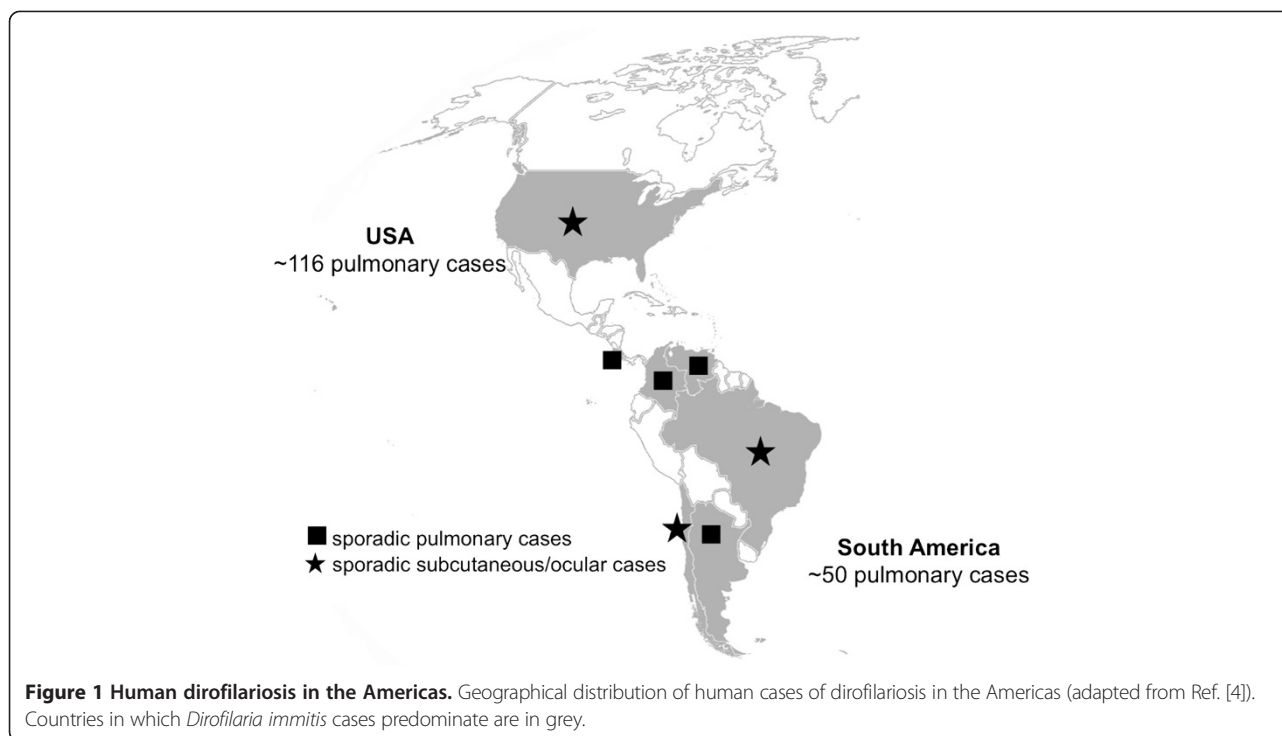 USA
~116 pulmonary cases
■ sporadic pulmonary cases
★ sporadic subcutaneous/ocular cases
South America
~50 pulmonary cases
Figure 1 Human dirofilariosis in the Americas. Geographical distribution of human cases of dirofilariosis in the Americas (adapted from Ref. [4]).
Countries in which Dirofilaria immitis cases predominate are in grey.